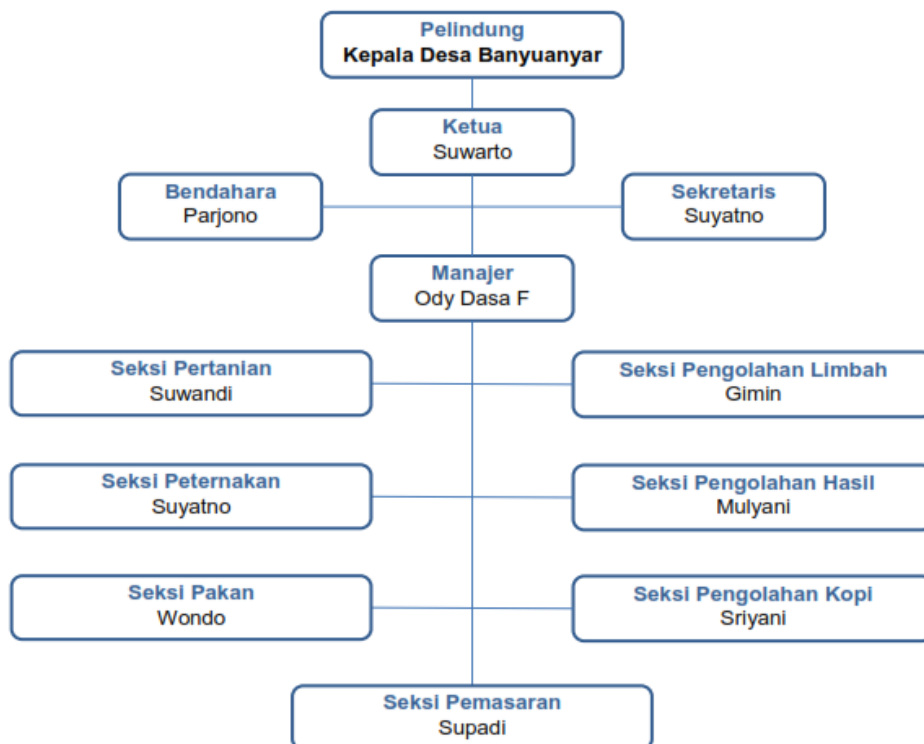 Pelindung
Kepala Desa Banyuanyar
Ketua
Suwarto
Bendahara
Parjono
Sekretaris
Suyatno
Manajer
Ody Dasa F
Seksi Pertanian
Suwandi
Seksi Pengolahan Limbah
Gimin
Seksi Peternakan
Suyatno
Seksi Pengolahan Hasil
Mulyani
Seksi Pakan
Wondo
Seksi Pengolahan Kopi
Sriyani
Seksi Pemasaran
Supadi